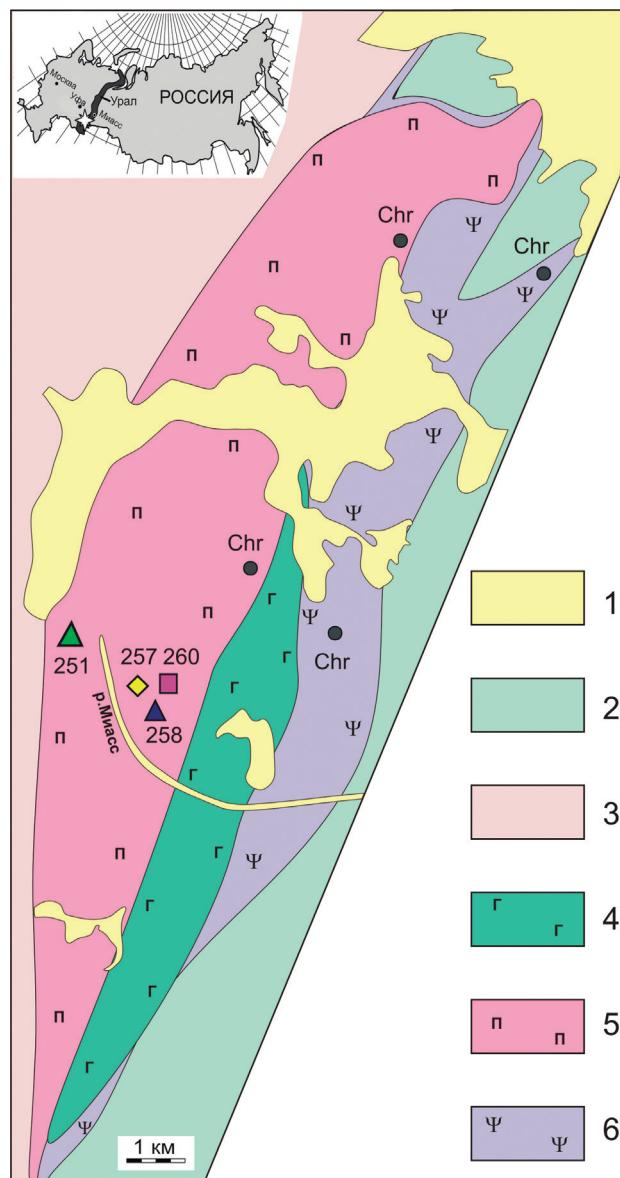 Москва
Уфа
Миасс
Урал
РОССИЯ
п
п
п
Chr
Ψ
Chr
Ψ
п
Ψ
п
п
Ψ
п
п
Ψ
Chr
г
п
Ψ
Chr
г
251
257
260
г
258
р.Миасс
п
Ψ
г
п
г
Ψ
г
г
п
г
Ψ
1 км
1
2
3
г
г
4
п
п
5
Ψ
Ψ
6